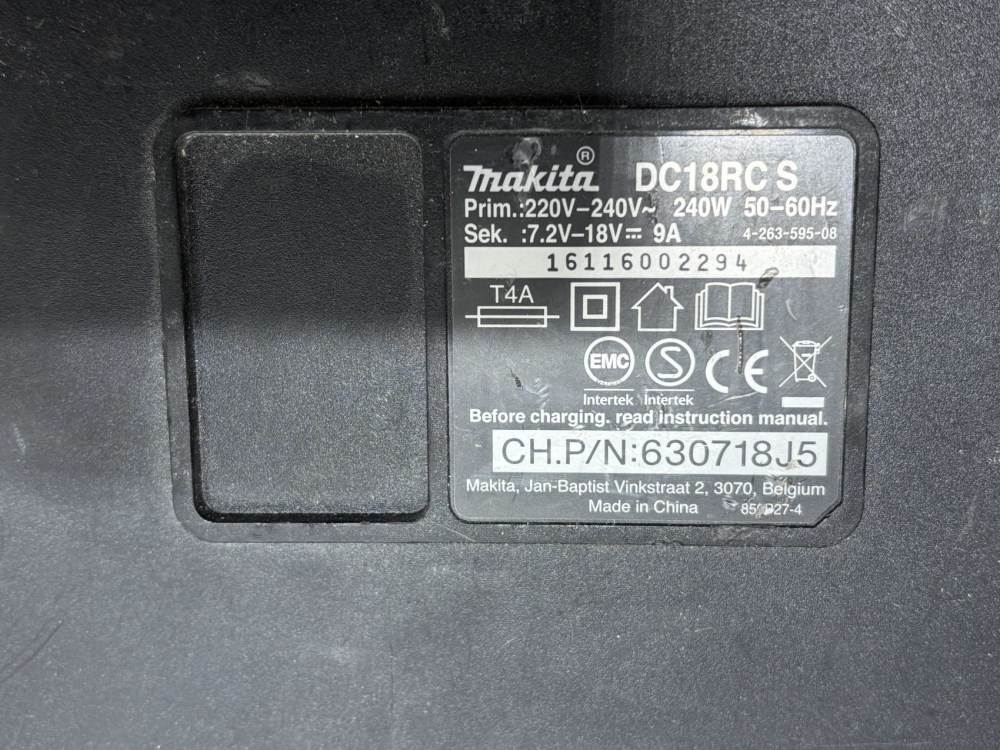 makita® DC18RC S
Prim.:220V–240V~ 240W 50–60Hz
Sek. :7.2V–18V⎓ 9A 4-263-595-08
16116002294
T4A
EMC S CE
Intertek Intertek
Before charging. read instruction manual.
CH.P/N:630718J5
Makita, Jan-Baptist Vinkstraat 2, 3070, Belgium
Made in China